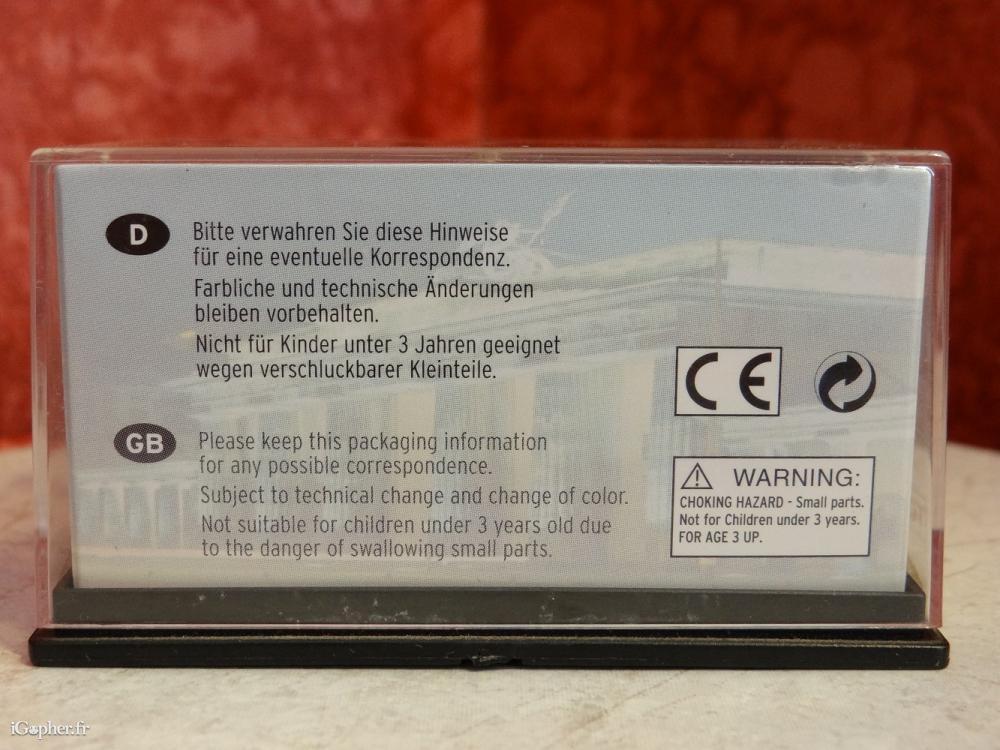 D
Bitte verwahren Sie diese Hinweise
für eine eventuelle Korrespondenz.
Farbliche und technische Änderungen
bleiben vorbehalten.
Nicht für Kinder unter 3 Jahren geeignet
wegen verschluckbarer Kleinteile.
GB
Please keep this packaging information
for any possible correspondence.
Subject to technical change and change of color.
Not suitable for children under 3 years old due
to the danger of swallowing small parts.
CE
WARNING:
CHOKING HAZARD - Small parts.
Not for Children under 3 years.
FOR AGE 3 UP.
iGopher.fr